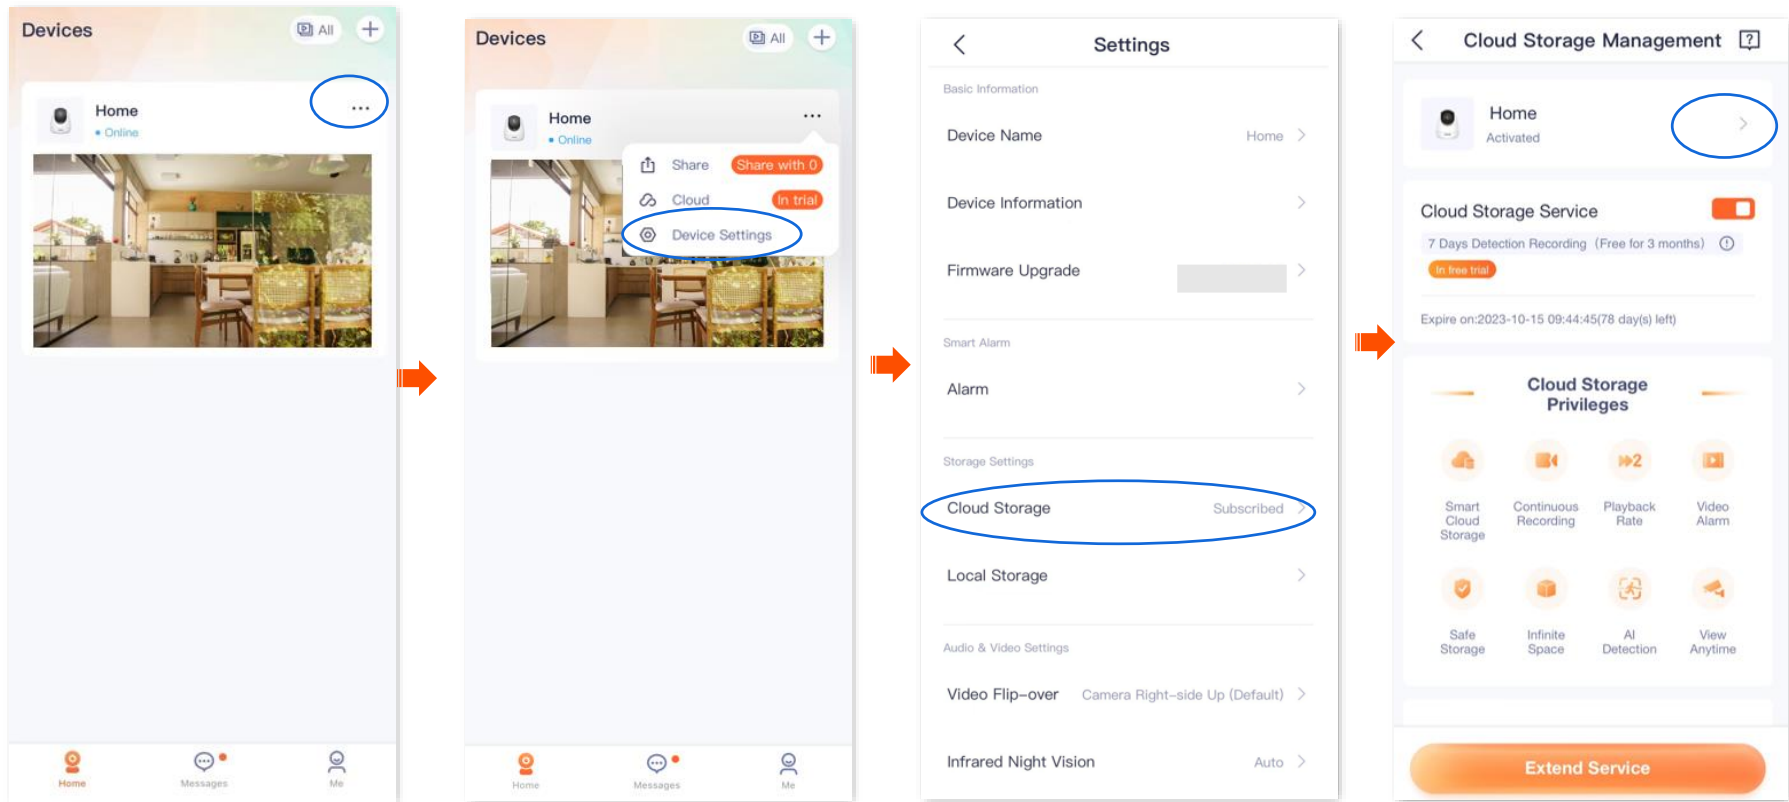 Devices
All
Home
Online
Home
Messages
Me
Devices
All
Home
Online
Share
Share with 0
Cloud
In trial
Device Settings
Home
Messages
Me
Settings
Basic Information
Device Name
Home
Device Information
Firmware Upgrade
Smart Alarm
Alarm
Storage Settings
Cloud Storage
Subscribed
Local Storage
Audio & Video Settings
Video Flip-over
Camera Right-side Up (Default)
Infrared Night Vision
Auto
Cloud Storage Management
Home
Activated
Cloud Storage Service
7 Days Detection Recording (Free for 3 months)
In free trial
Expire on:2023-10-15 09:44:45(78 day(s) left)
Cloud Storage
Privileges
2
Smart
Cloud
Storage
Continuous
Recording
Playback
Rate
Video
Alarm
Safe
Storage
Infinite
Space
AI
Detection
View
Anytime
Extend Service